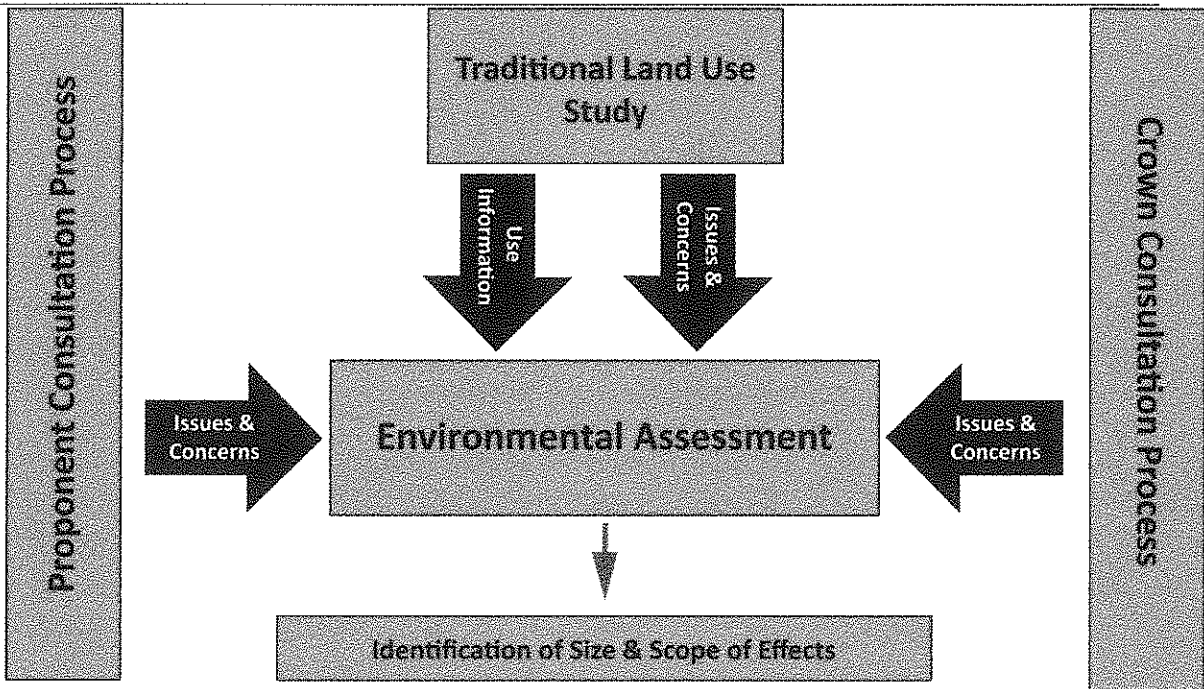 Traditional Land Use
Study
Proponent Consultation Process
Crown Consultation Process
Use
Information
Issues &
Concerns
Issues &
Concerns
Environmental Assessment
Issues &
Concerns
Identification of Size & Scope of Effects